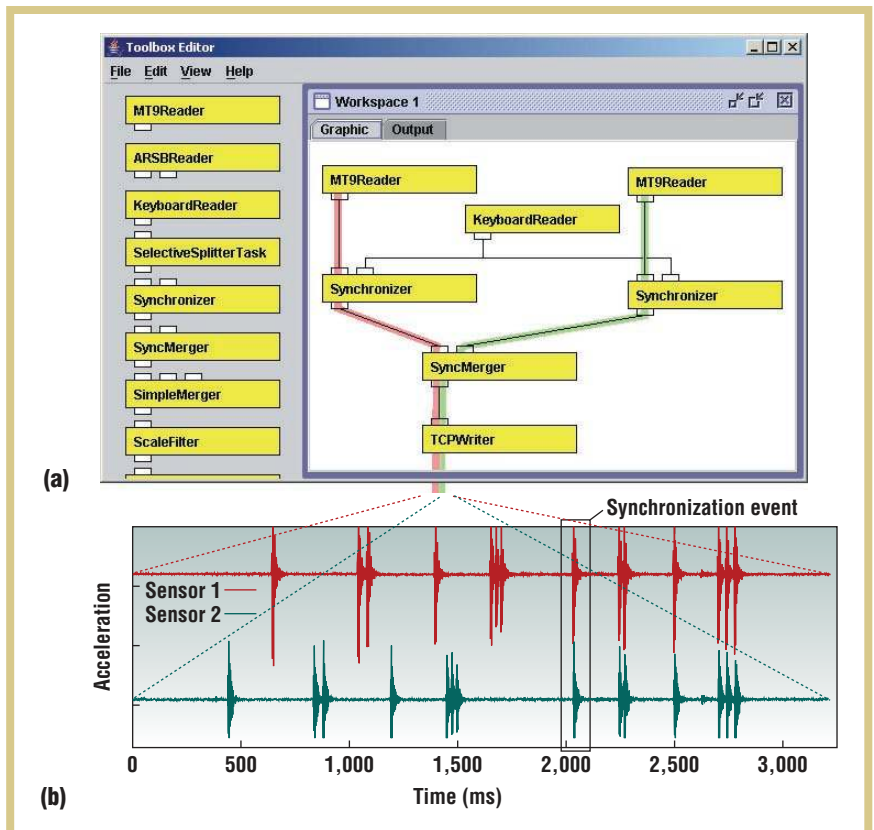 Toolbox Editor
File Edit View Help
MT9Reader
ARSBReader
KeyboardReader
SelectiveSplitterTask
Synchronizer
SyncMerger
SimpleMerger
ScaleFilter
Workspace 1
Graphic Output
MT9Reader
MT9Reader
KeyboardReader
Synchronizer
Synchronizer
SyncMerger
TCPWriter
(a)
Synchronization event
Sensor 1
Sensor 2
Acceleration
0 500 1,000 1,500 2,000 2,500 3,000
Time (ms)
(b)